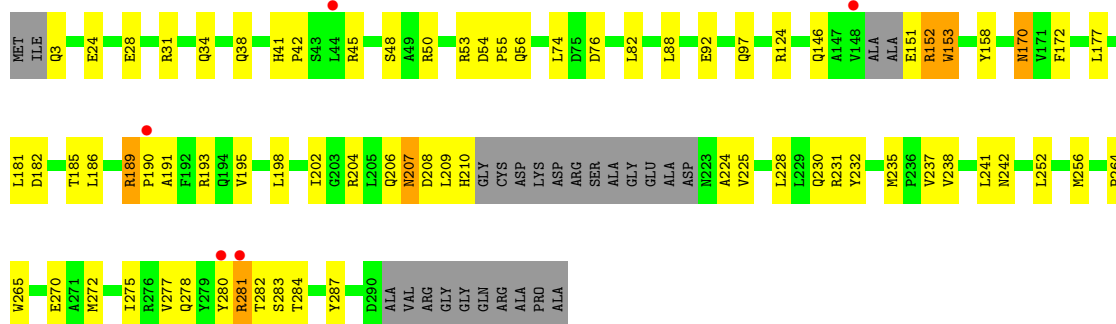 MET ILE Q3 E24 E28 R31 Q34 Q38 H41 P42 S43 L44 R45 S48 A49 R50 R53 D54 P55 Q56 L74 D75 D76 L82 L88 E92 Q97 R124 Q146 A147 V148 ALA ALA E151 R152 W153 Y158 N170 V171 F172 L177
L181 D182 T185 L186 R189 P190 A191 F192 R193 Q194 V195 L198 I202 G203 R204 L205 Q206 N207 D208 L209 H210 GLY CYS ASP LYS ASP ARG SER ALA GLY GLU ALA ASP N223 A224 V225 L228 L229 Q230 R231 Y232 M235 P236 V237 V238 L241 N242 L252 M256
W265 E270 A271 M272 I275 R276 V277 Q278 Y279 Y280 R281 T282 S283 T284 Y287 D290 ALA VAL ARG GLY GLY GLN ARG ALA PRO ALA